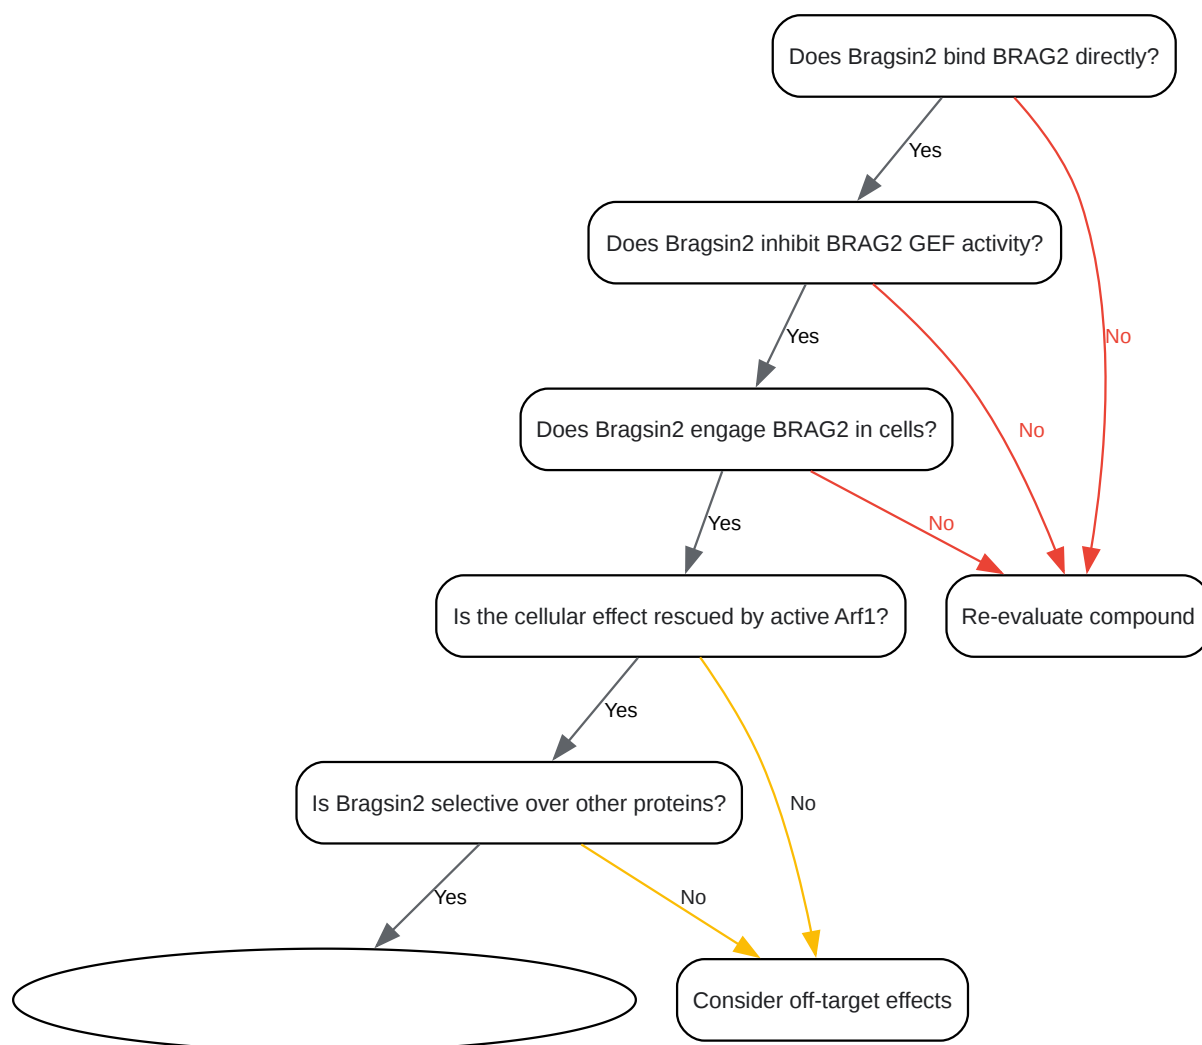 Does Bragsin2 bind BRAG2 directly?
Yes
Does Bragsin2 inhibit BRAG2 GEF activity?
Yes
No
Does Bragsin2 engage BRAG2 in cells?
No
Yes
No
Is the cellular effect rescued by active Arf1?
Re-evaluate compound
Yes
Is Bragsin2 selective over other proteins?
No
Yes
No
Consider off-target effects